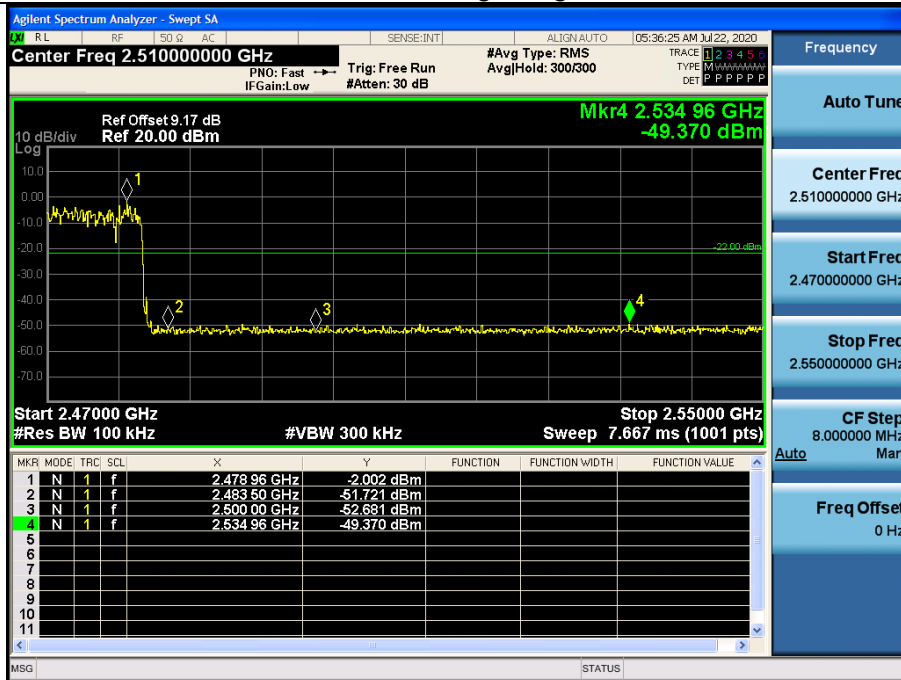 Agilent Spectrum Analyzer - Swept SA
LXI RL RF 50 Ω AC SENSE:INT ALIGN AUTO 05:36:25 AM Jul 22, 2020
Center Freq 2.510000000 GHz #Avg Type: RMS TRACE 1 2 3 4 5 6
PNO: Fast Trig: Free Run Avg|Hold: 300/300 TYPE M WWWWW
IFGain:Low #Atten: 30 dB DET P P P P P P
Mkr4 2.534 96 GHz
-49.370 dBm
Ref Offset 9.17 dB
10 dB/div Ref 20.00 dBm
Log
10.0
0.00
-10.0
-20.0
-30.0
-40.0
-50.0
-60.0
-70.0
1
2
3
4
-22.00 dBm
Start 2.47000 GHz Stop 2.55000 GHz
#Res BW 100 kHz #VBW 300 kHz Sweep 7.667 ms (1001 pts)
MKR MODE TRC SCL X Y FUNCTION FUNCTION WIDTH FUNCTION VALUE
1 N 1 f 2.478 96 GHz -2.002 dBm
2 N 1 f 2.483 50 GHz -51.721 dBm
3 N 1 f 2.500 00 GHz -52.681 dBm
4 N 1 f 2.534 96 GHz -49.370 dBm
5
6
7
8
9
10
11
MSG STATUS
Frequency
Auto Tune
Center Freq
2.510000000 GHz
Start Freq
2.470000000 GHz
Stop Freq
2.550000000 GHz
CF Step
8.000000 MHz
Auto Man
Freq Offset
0 Hz